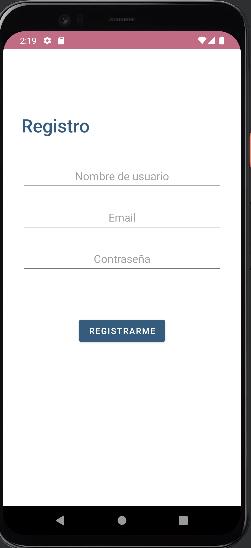 2:19
Registro
Nombre de usuario
Email
Contraseña
REGISTRARME